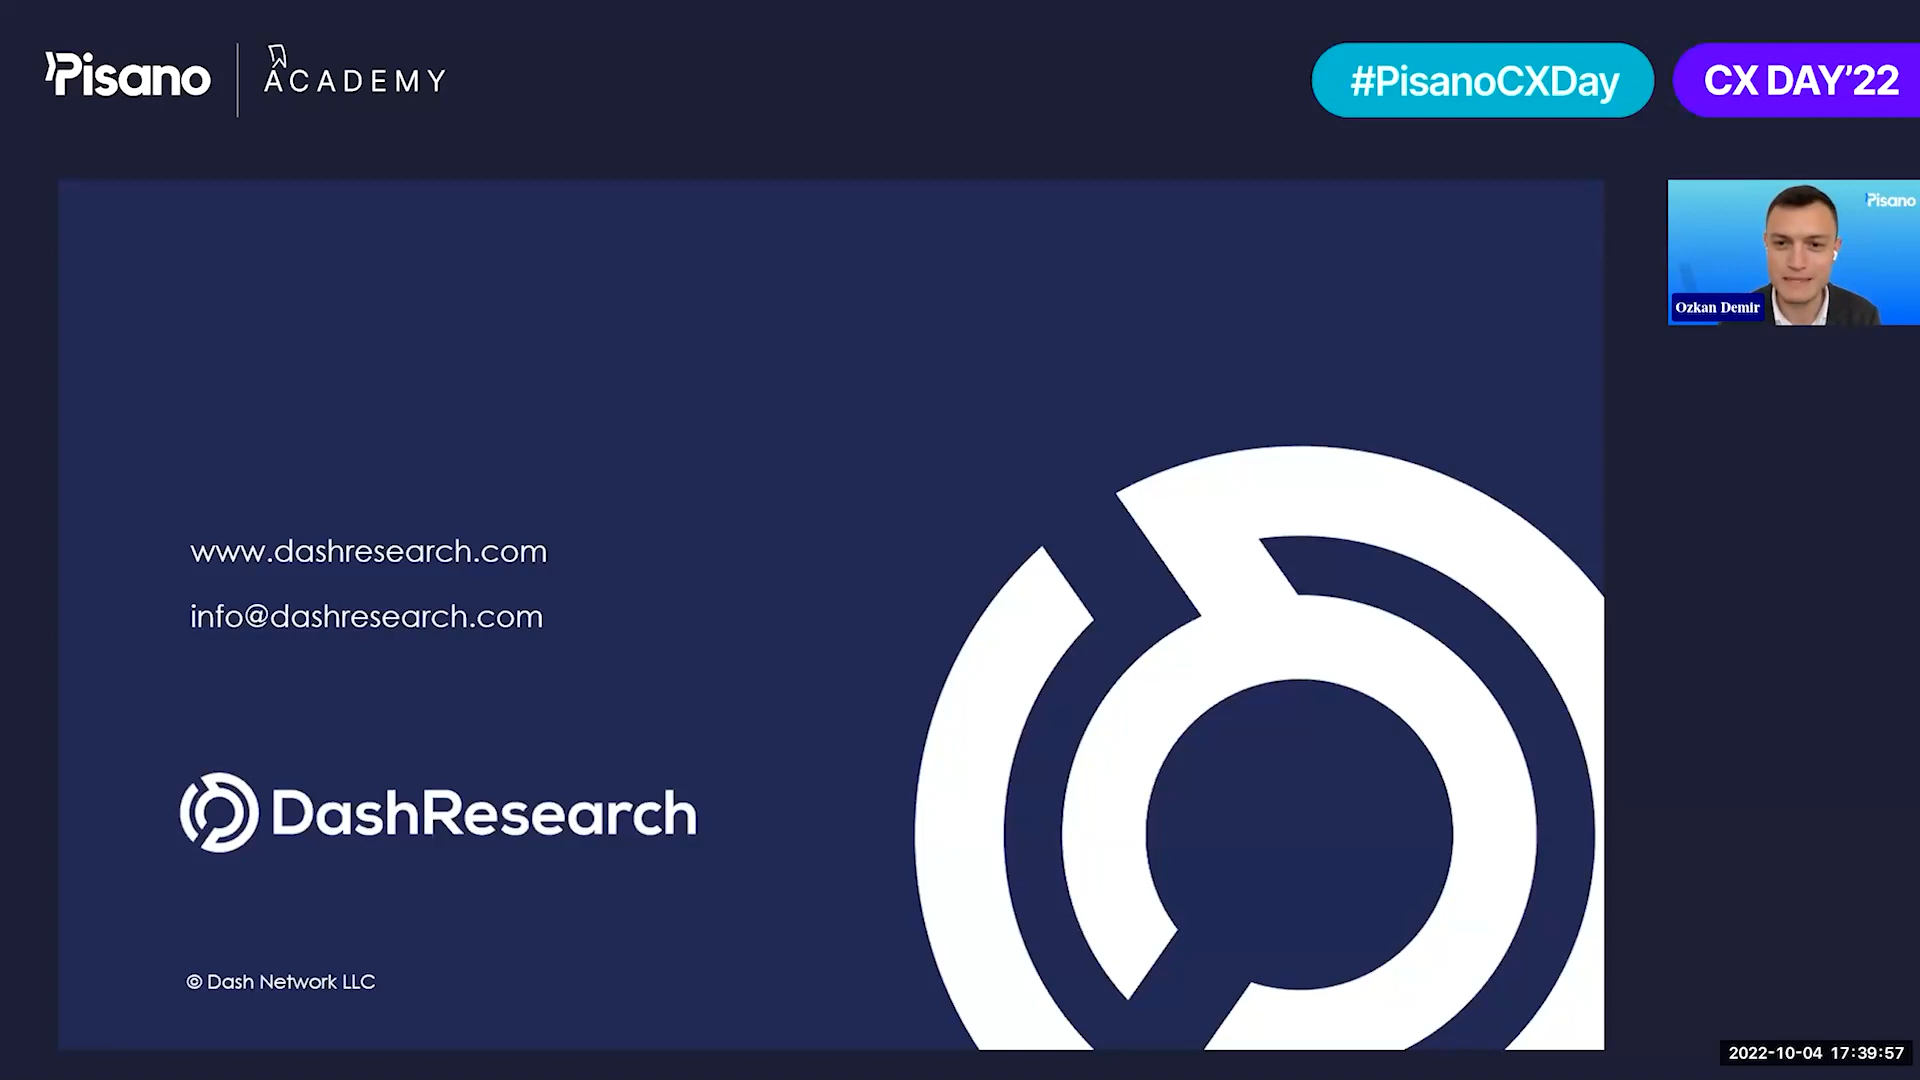 Pisano
ACADEMY
#PisanoCXDay
CX DAY'22
Pisano
Ozkan Demir
www.dashresearch.com
info@dashresearch.com
DashResearch
© Dash Network LLC
2022-10-04 17:39:57